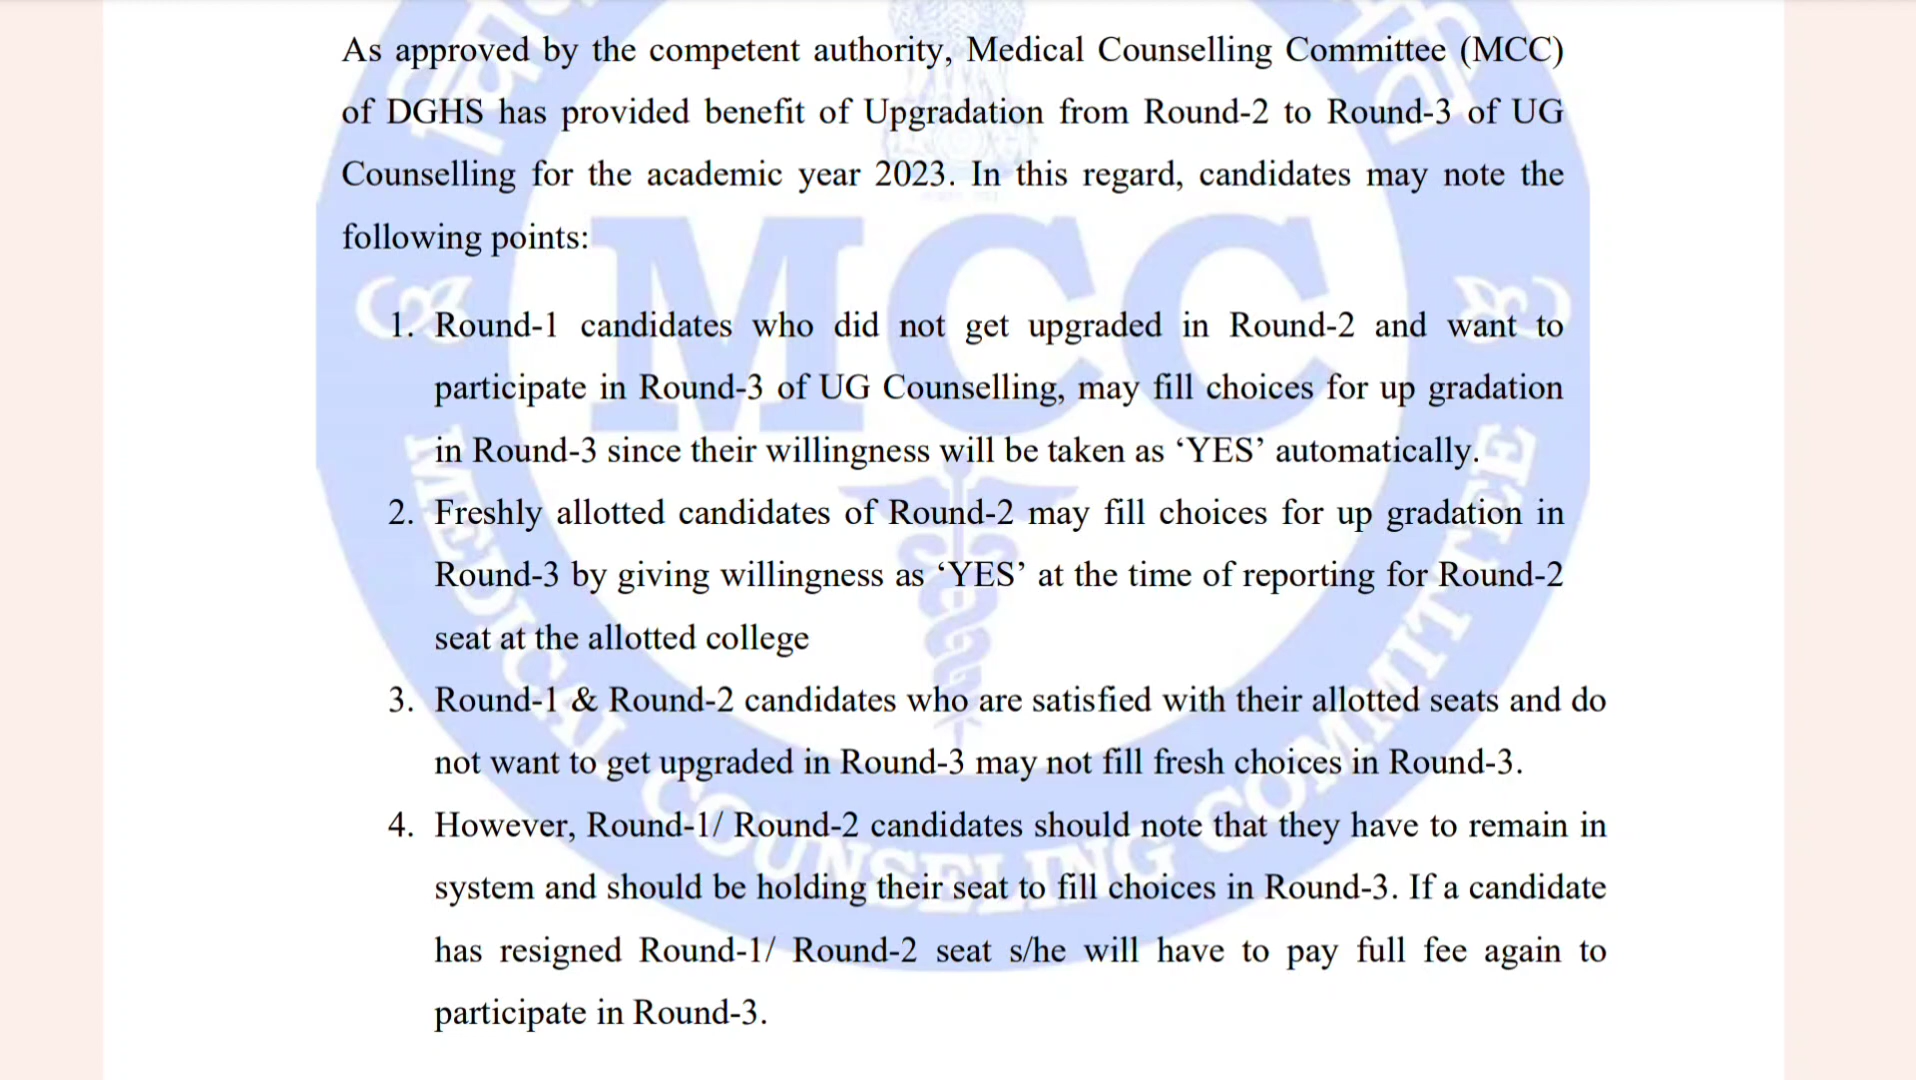 As approved by the competent authority, Medical Counselling Committee (MCC)
of DGHS has provided benefit of Upgradation from Round-2 to Round-3 of UG
Counselling for the academic year 2023. In this regard, candidates may note the
following points:
1. Round-1 candidates who did not get upgraded in Round-2 and want to
participate in Round-3 of UG Counselling, may fill choices for up gradation
in Round-3 since their willingness will be taken as ‘YES’ automatically.
2. Freshly allotted candidates of Round-2 may fill choices for up gradation in
Round-3 by giving willingness as ‘YES’ at the time of reporting for Round-2
seat at the allotted college
3. Round-1 & Round-2 candidates who are satisfied with their allotted seats and do
not want to get upgraded in Round-3 may not fill fresh choices in Round-3.
4. However, Round-1/ Round-2 candidates should note that they have to remain in
system and should be holding their seat to fill choices in Round-3. If a candidate
has resigned Round-1/ Round-2 seat s/he will have to pay full fee again to
participate in Round-3.
MCC
MEDICAL COUNSELING COMMITTEE